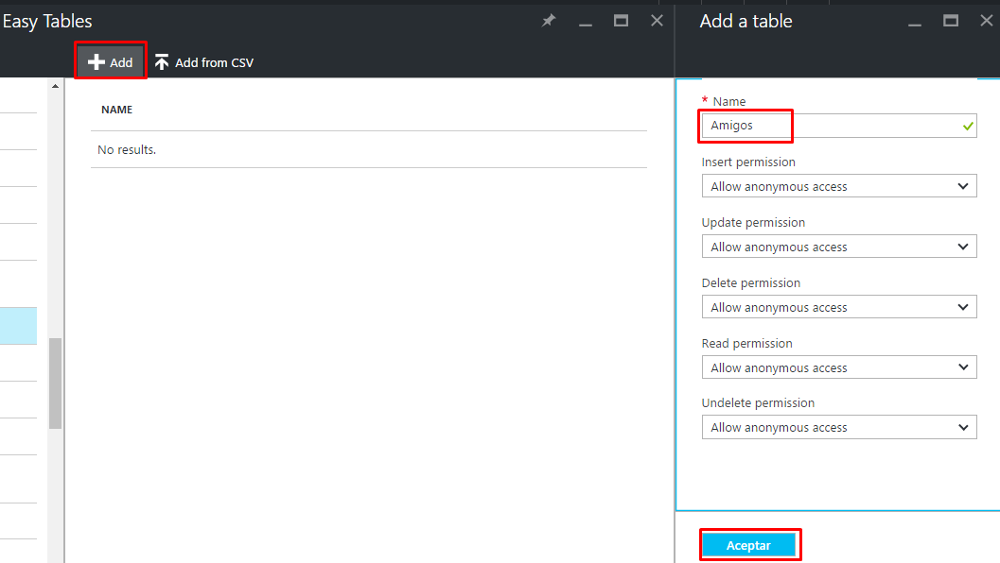 Easy Tables
Add
Add from CSV
NAME
No results.
Add a table
* Name
Amigos
Insert permission
Allow anonymous access
Update permission
Allow anonymous access
Delete permission
Allow anonymous access
Read permission
Allow anonymous access
Undelete permission
Allow anonymous access
Aceptar